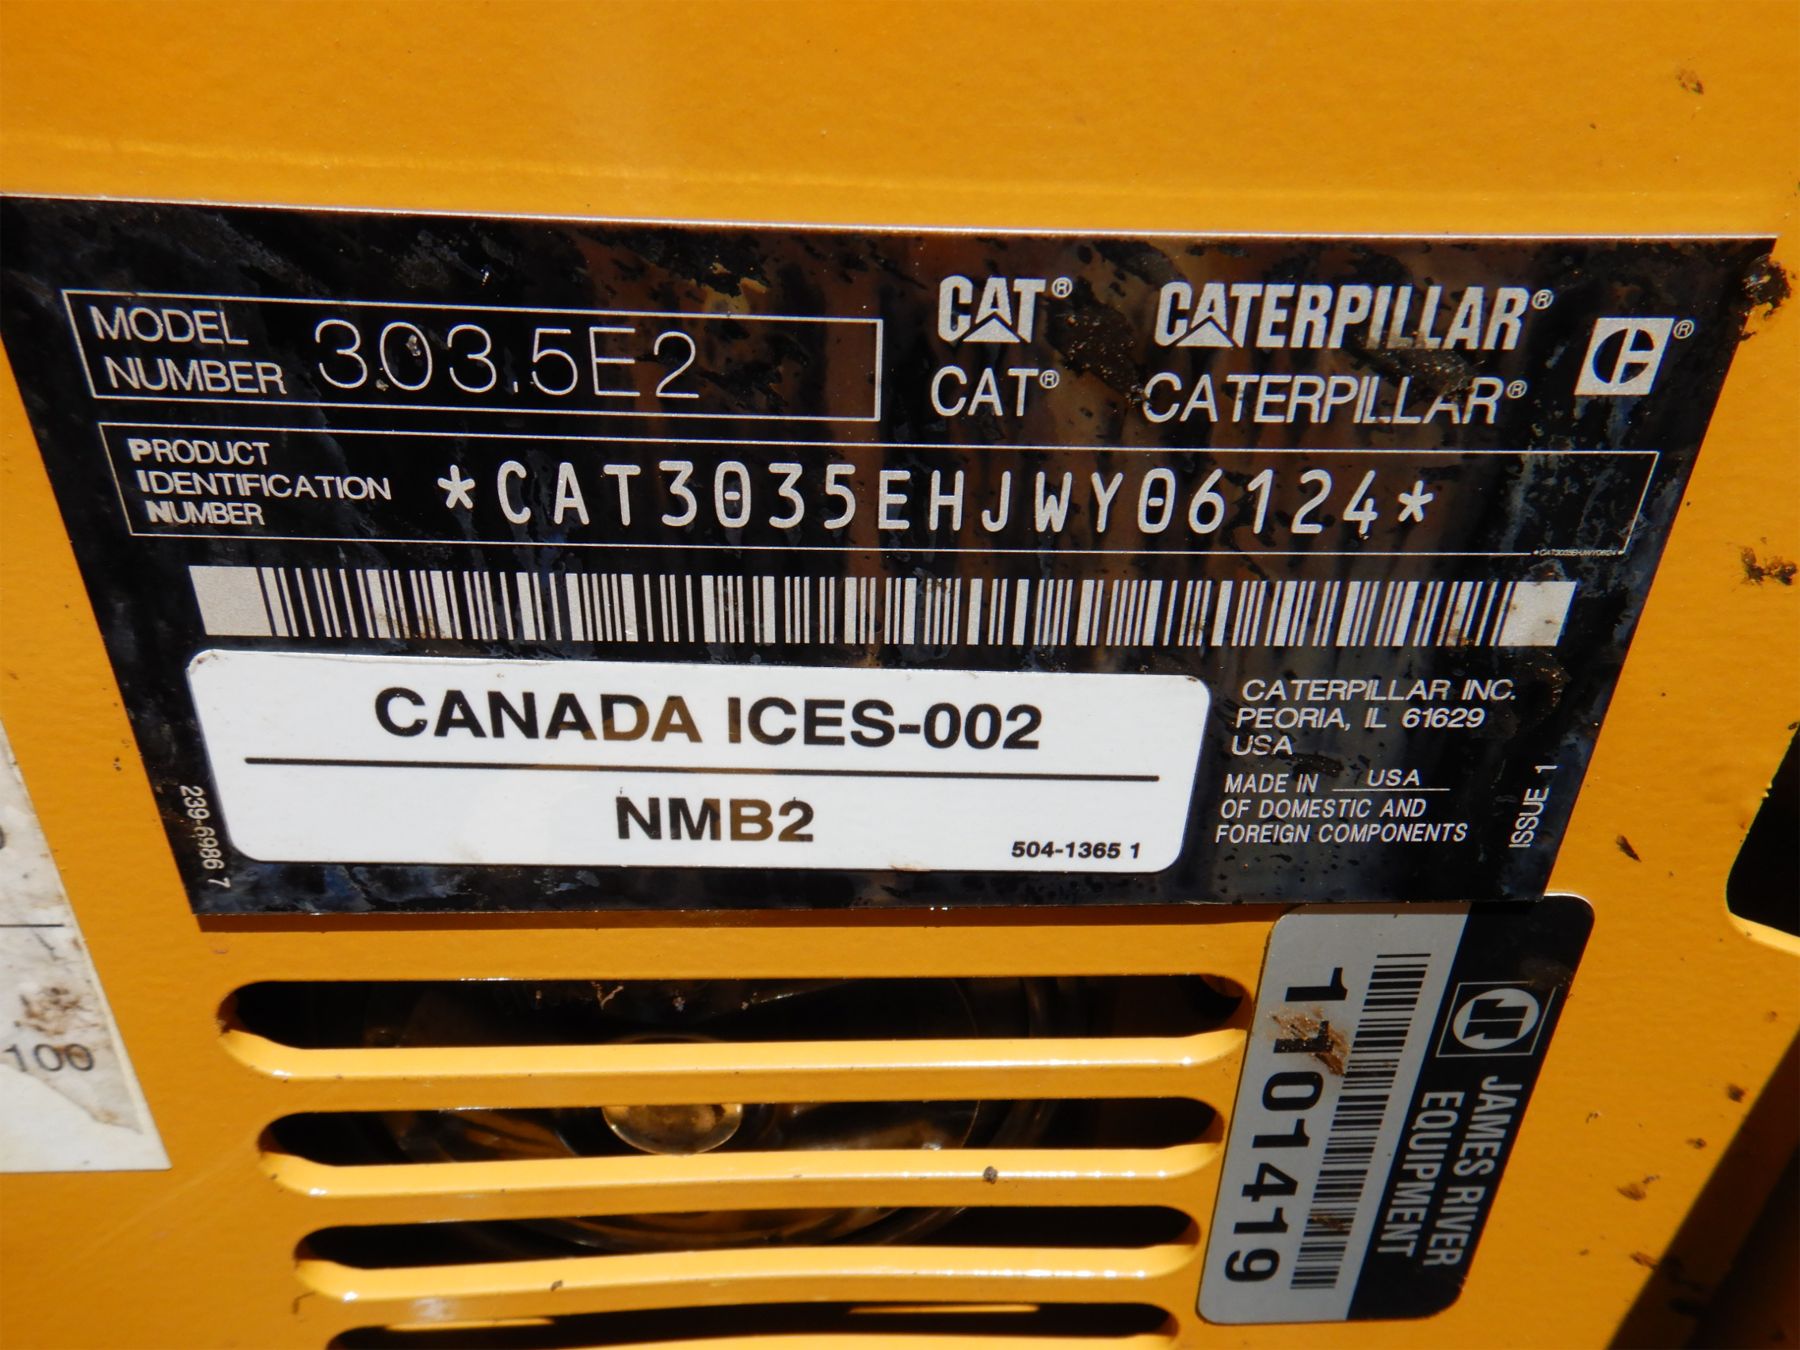 MODEL
NUMBER
303.5E2
CAT® CATERPILLAR®
CAT® CATERPILLAR®
PRODUCT
IDENTIFICATION
NUMBER
*CAT3035EHJWY06124*
CANADA ICES-002
NMB2
504-1365 1
239-6986 7
CATERPILLAR INC.
PEORIA, IL 61629
USA
MADE IN USA
OF DOMESTIC AND
FOREIGN COMPONENTS
ISSUE 1
JR
JAMES RIVER
EQUIPMENT
1T01419
100